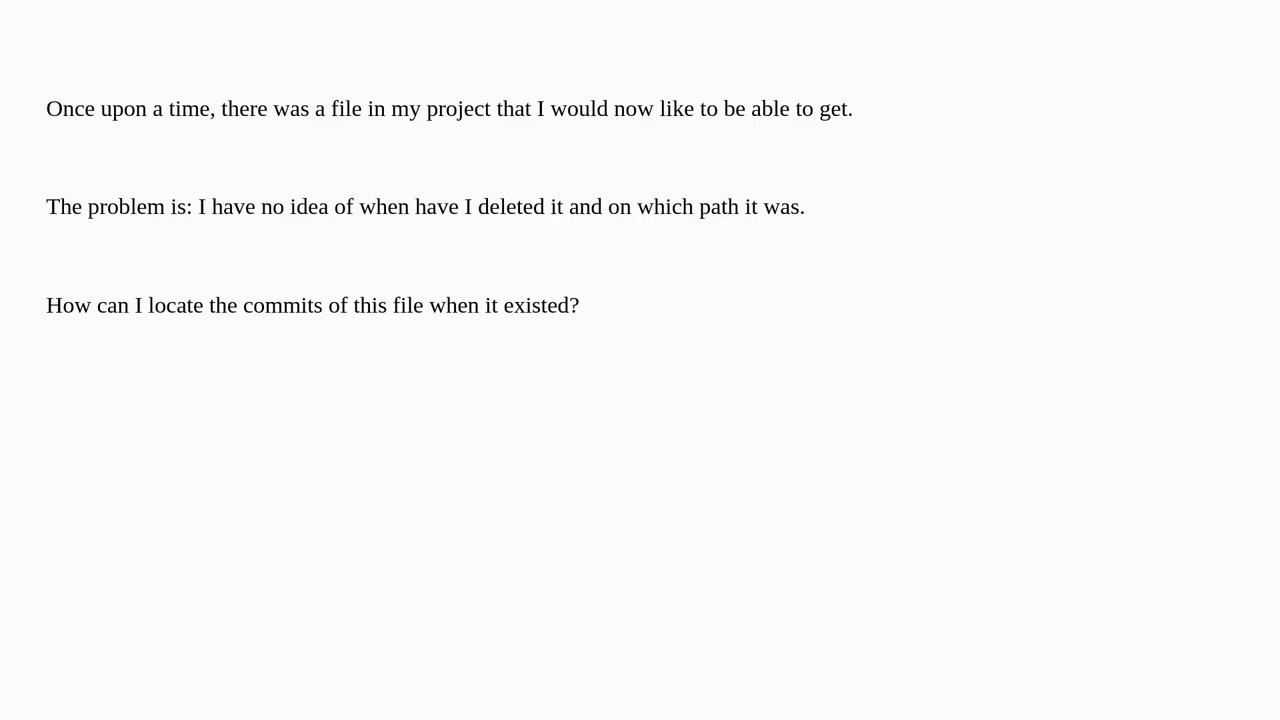 Once upon a time, there was a file in my project that I would now like to be able to get.
The problem is: I have no idea of when have I deleted it and on which path it was.
How can I locate the commits of this file when it existed?